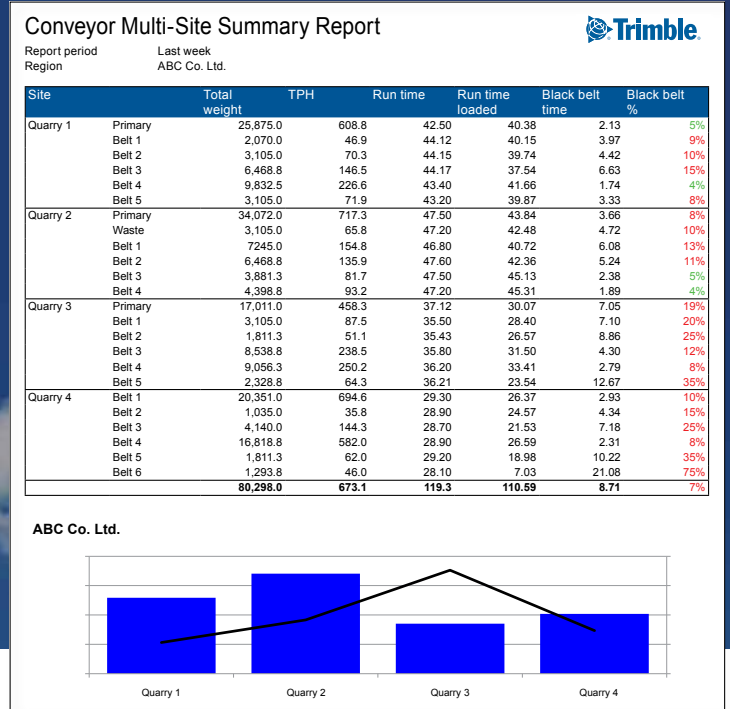 Conveyor Multi-Site Summary Report
Trimble.
Report period Last week
Region ABC Co. Ltd.
Site Total weight TPH Run time Run time loaded Black belt time Black belt %
Quarry 1 Primary 25,875.0 608.8 42.50 40.38 2.13 5%
Belt 1 2,070.0 46.9 44.12 40.15 3.97 9%
Belt 2 3,105.0 70.3 44.15 39.74 4.42 10%
Belt 3 6,468.8 146.5 44.17 37.54 6.63 15%
Belt 4 9,832.5 226.6 43.40 41.66 1.74 4%
Belt 5 3,105.0 71.9 43.20 39.87 3.33 8%
Quarry 2 Primary 34,072.0 717.3 47.50 43.84 3.66 8%
Waste 3,105.0 65.8 47.20 42.48 4.72 10%
Belt 1 7245.0 154.8 46.80 40.72 6.08 13%
Belt 2 6,468.8 135.9 47.60 42.36 5.24 11%
Belt 3 3,881.3 81.7 47.50 45.13 2.38 5%
Belt 4 4,398.8 93.2 47.20 45.31 1.89 4%
Quarry 3 Primary 17,011.0 458.3 37.12 30.07 7.05 19%
Belt 1 3,105.0 87.5 35.50 28.40 7.10 20%
Belt 2 1,811.3 51.1 35.43 26.57 8.86 25%
Belt 3 8,538.8 238.5 35.80 31.50 4.30 12%
Belt 4 9,056.3 250.2 36.20 33.41 2.79 8%
Belt 5 2,328.8 64.3 36.21 23.54 12.67 35%
Quarry 4 Belt 1 20,351.0 694.6 29.30 26.37 2.93 10%
Belt 2 1,035.0 35.8 28.90 24.57 4.34 15%
Belt 3 4,140.0 144.3 28.70 21.53 7.18 25%
Belt 4 16,818.8 582.0 28.90 26.59 2.31 8%
Belt 5 1,811.3 62.0 29.20 18.98 10.22 35%
Belt 6 1,293.8 46.0 28.10 7.03 21.08 75%
80,298.0 673.1 119.3 110.59 8.71 7%
ABC Co. Ltd.
Quarry 1 Quarry 2 Quarry 3 Quarry 4